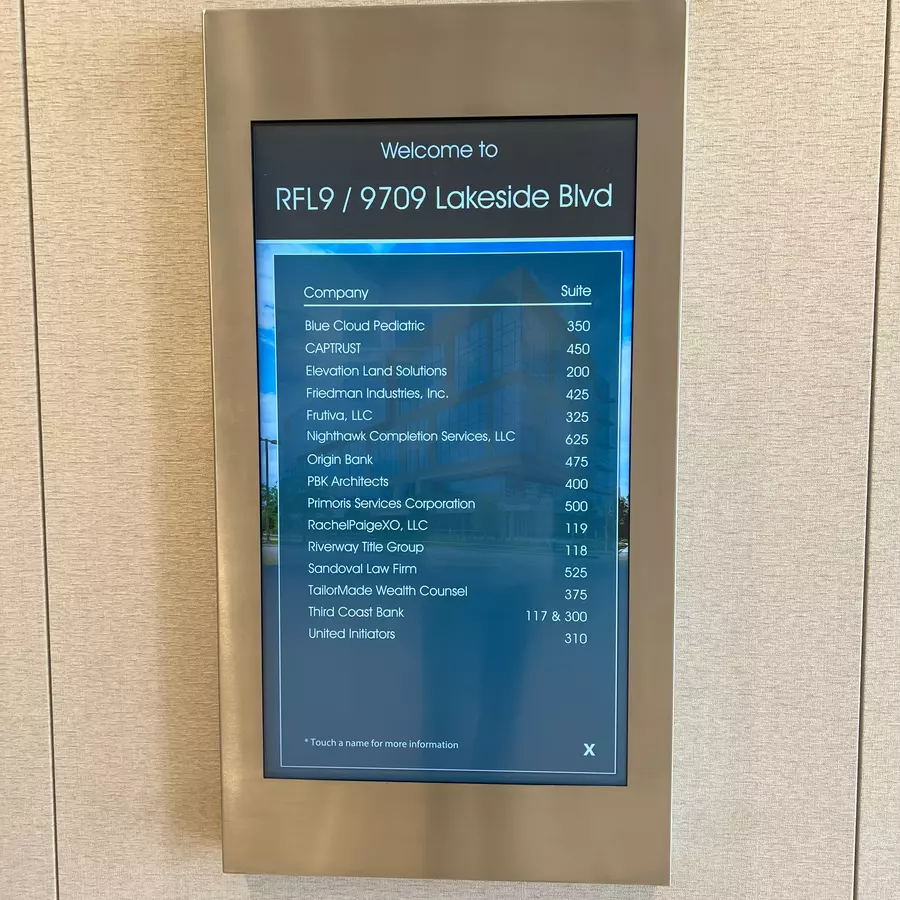 Welcome to
RFL9 / 9709 Lakeside Blvd
Company Suite
Blue Cloud Pediatric 350
CAPTRUST 450
Elevation Land Solutions 200
Friedman Industries, Inc. 425
Frutiva, LLC 325
Nighthawk Completion Services, LLC 625
Origin Bank 475
PBK Architects 400
Primoris Services Corporation 500
RachelPaigeXO, LLC 119
Riverway Title Group 118
Sandoval Law Firm 525
TailorMade Wealth Counsel 375
Third Coast Bank 117 & 300
United Initiators 310
* Touch a name for more information X